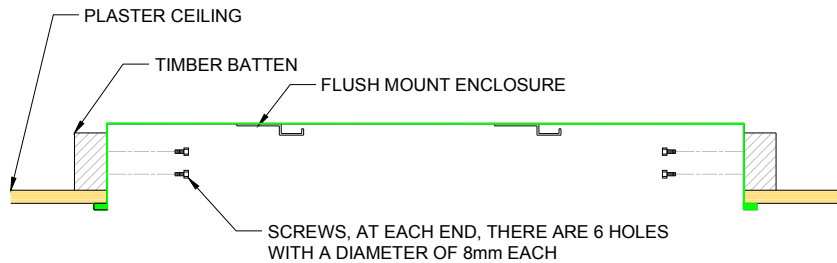 PLASTER CEILING
TIMBER BATTEN
FLUSH MOUNT ENCLOSURE
SCREWS, AT EACH END, THERE ARE 6 HOLES
WITH A DIAMETER OF 8mm EACH